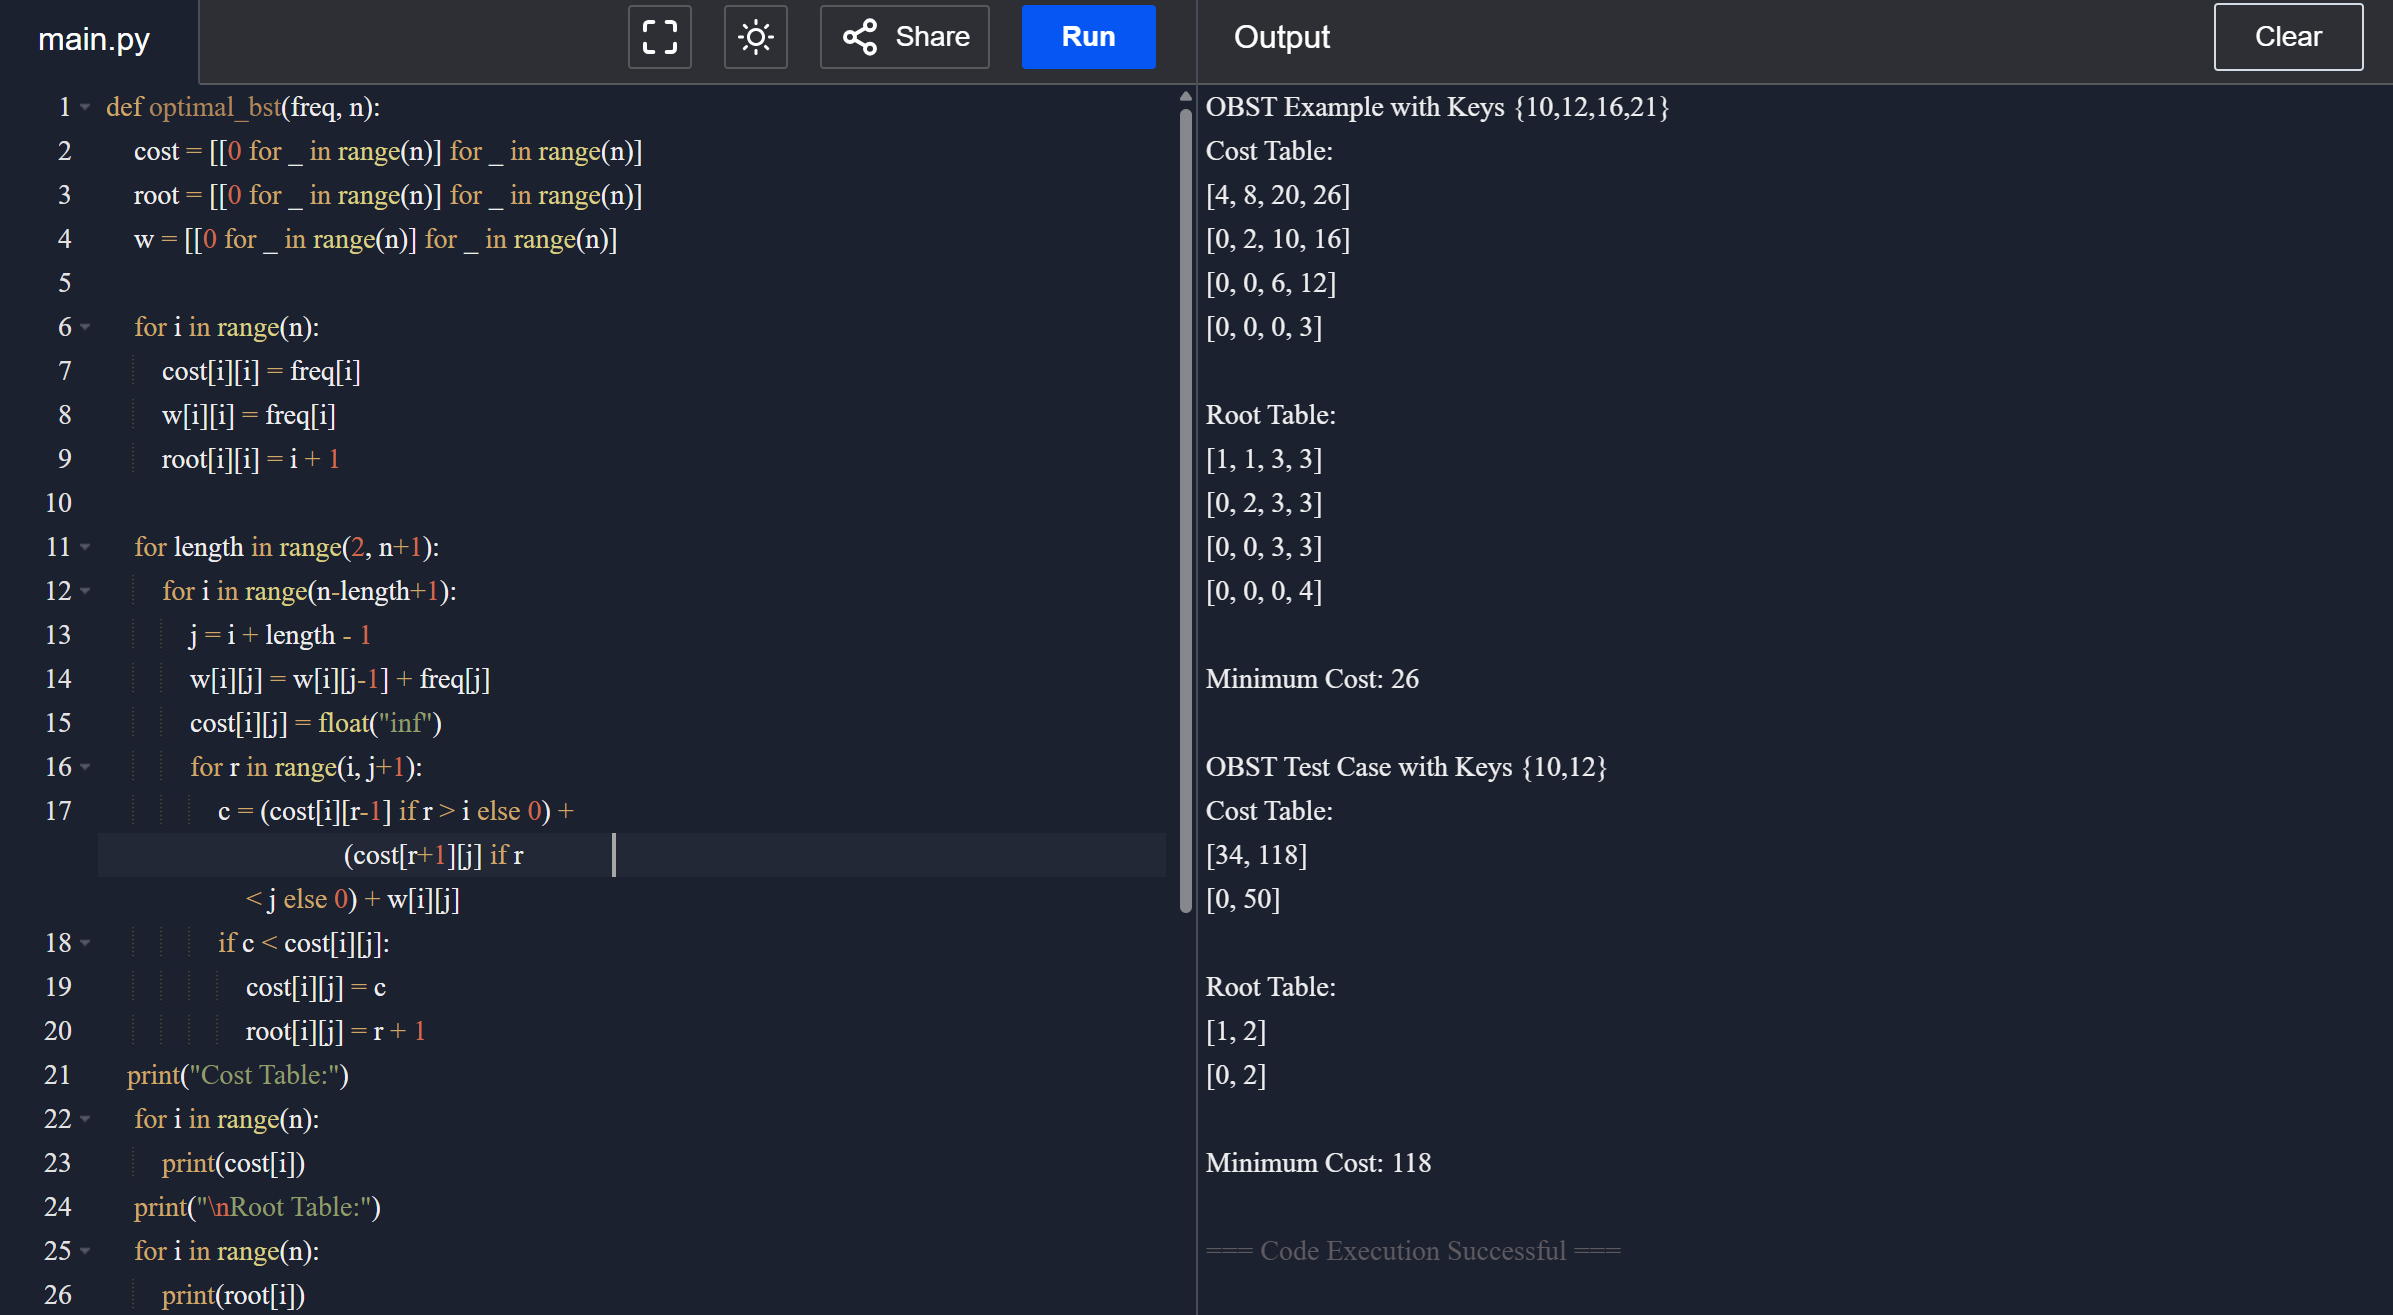 main.py
Share
Run
Output
Clear
1 def optimal_bst(freq, n):
2 cost = [[0 for _ in range(n)] for _ in range(n)]
3 root = [[0 for _ in range(n)] for _ in range(n)]
4 w = [[0 for _ in range(n)] for _ in range(n)]
5
6 for i in range(n):
7 cost[i][i] = freq[i]
8 w[i][i] = freq[i]
9 root[i][i] = i + 1
10
11 for length in range(2, n+1):
12 for i in range(n-length+1):
13 j = i + length - 1
14 w[i][j] = w[i][j-1] + freq[j]
15 cost[i][j] = float("inf")
16 for r in range(i, j+1):
17 c = (cost[i][r-1] if r > i else 0) +
(cost[r+1][j] if r
< j else 0) + w[i][j]
18 if c < cost[i][j]:
19 cost[i][j] = c
20 root[i][j] = r + 1
21 print("Cost Table:")
22 for i in range(n):
23 print(cost[i])
24 print("\nRoot Table:")
25 for i in range(n):
26 print(root[i])
OBST Example with Keys {10,12,16,21}
Cost Table:
[4, 8, 20, 26]
[0, 2, 10, 16]
[0, 0, 6, 12]
[0, 0, 0, 3]
Root Table:
[1, 1, 3, 3]
[0, 2, 3, 3]
[0, 0, 3, 3]
[0, 0, 0, 4]
Minimum Cost: 26
OBST Test Case with Keys {10,12}
Cost Table:
[34, 118]
[0, 50]
Root Table:
[1, 2]
[0, 2]
Minimum Cost: 118
=== Code Execution Successful ===